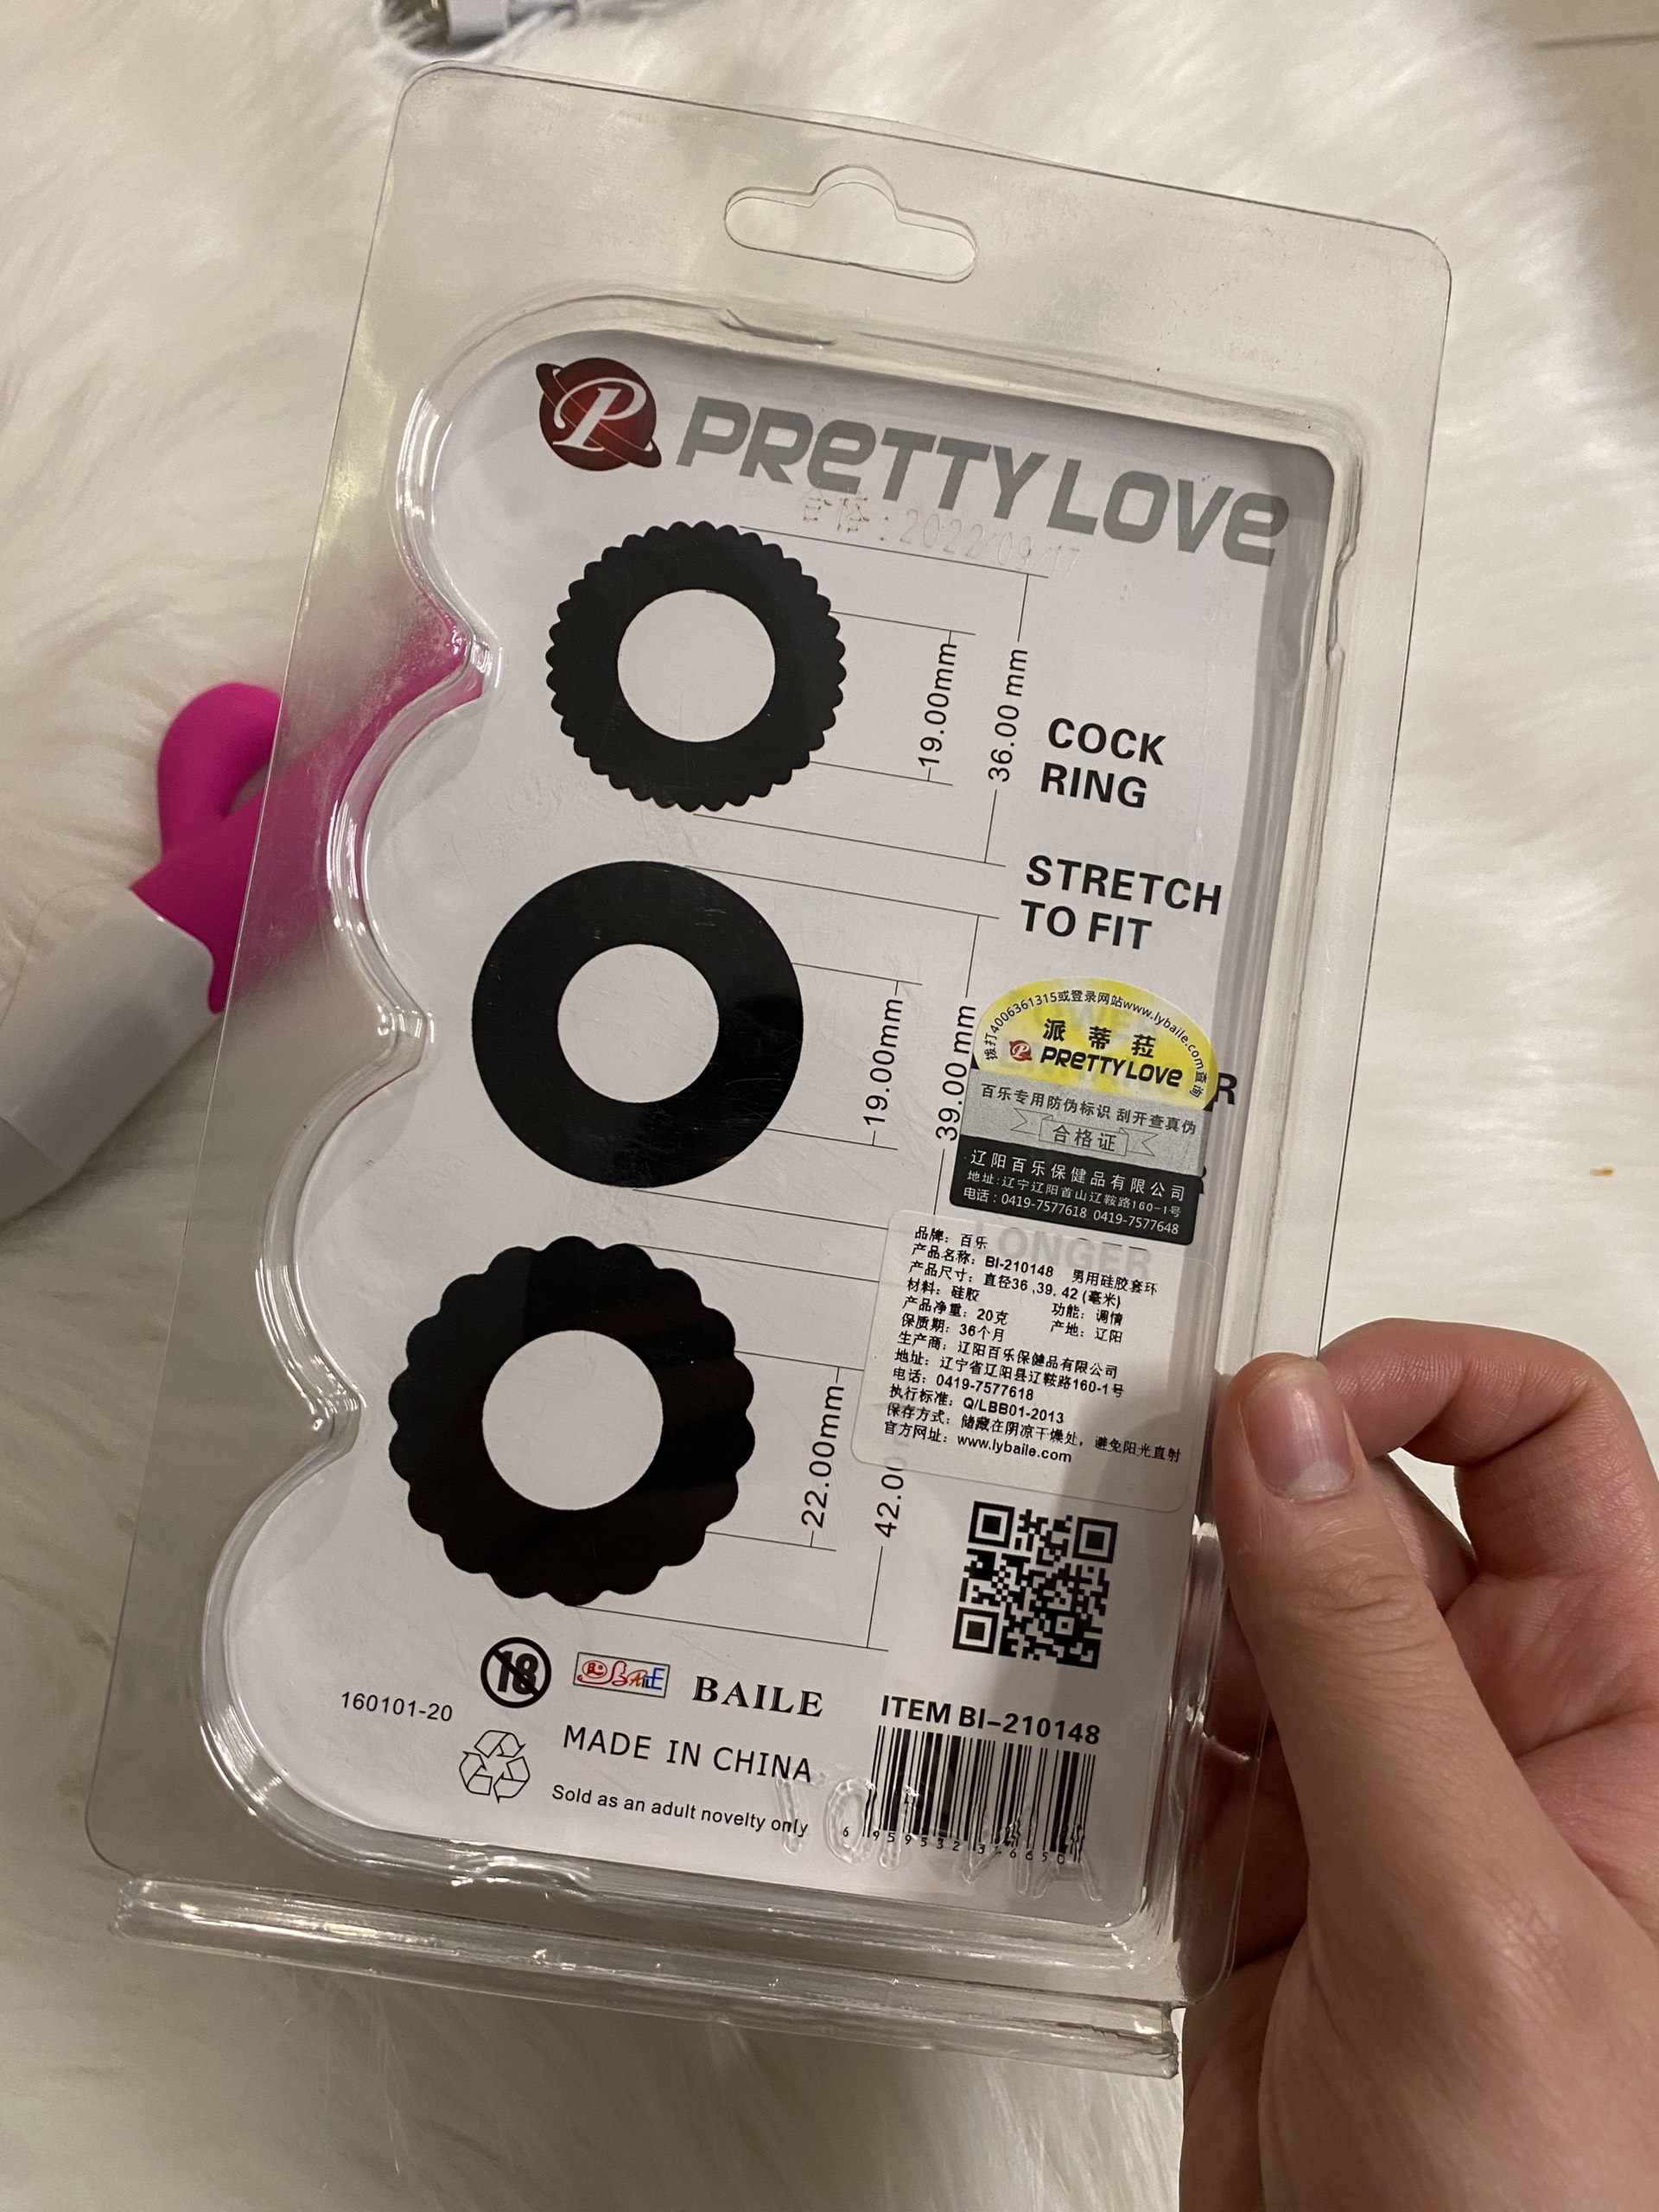 P PRETTY LOVE
合格:2022/09/17
19.00mm
36.00mm
COCK
RING
STRETCH
TO FIT
19.00mm
39.00mm
拨打4006361315或登录网站www.lybaile.com查询
派蒂菈
P PRETTY LOVE
百乐专用防伪标识 刮开查真伪
合格证
辽阳百乐保健品有限公司
地址:辽宁辽阳首山辽鞍路160-1号
电话:0419-7577618 0419-7577648
R
LONGER
品牌:百乐
产品名称:BI-210148 男用硅胶套环
产品尺寸:直径36,39,42(毫米)
材料:硅胶 功能:调情
产品净重:20克 产地:辽阳
保质期:36个月
生产商:辽阳百乐保健品有限公司
地址:辽宁省辽阳县辽鞍路160-1号
电话:0419-7577618
执行标准:Q/LBB01-2013
保存方式:储藏在阴凉干燥处,避免阳光直射
官方网址:www.lybaile.com
22.00mm
42.00
18
BAILE
BAILE
160101-20
MADE IN CHINA
Sold as an adult novelty only
ITEM BI-210148